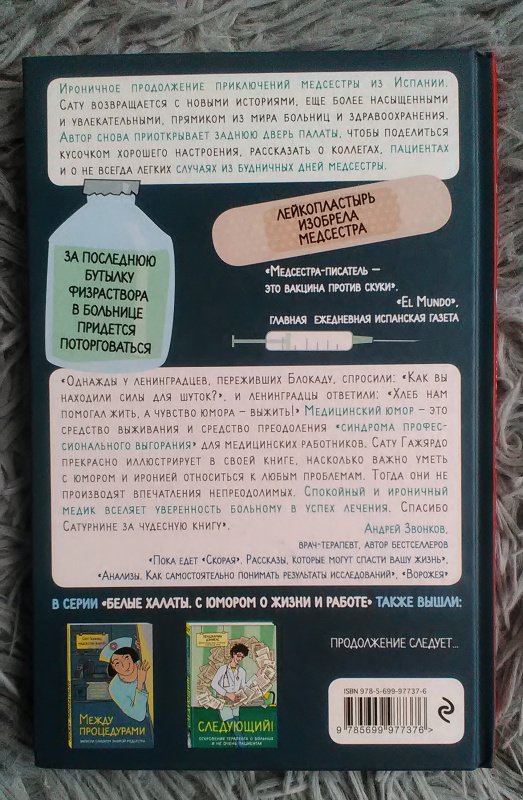 Ироничное продолжение приключений медсестры из Испании.
Сату возвращается с новыми историями, еще более насыщенными
и увлекательными, прямиком из мира больниц и здравоохранения.
Автор снова приоткрывает заднюю дверь палаты, чтобы поделиться
кусочком хорошего настроения, рассказать о коллегах, пациентах
и о не всегда легких случаях из будничных дней медсестры.
ЛЕЙКОПЛАСТЫРЬ
ИЗОБРЕЛА
МЕДСЕСТРА
ЗА ПОСЛЕДНЮЮ
БУТЫЛКУ
ФИЗРАСТВОРА
В БОЛЬНИЦЕ
ПРИДЕТСЯ
ПОТОРГОВАТЬСЯ
«Медсестра-писатель –
это вакцина против скуки».
«El Mundo»,
главная ежедневная испанская газета
«Однажды у ленинградцев, переживших Блокаду, спросили: «Как вы
находили силы для шуток?», и ленинградцы ответили: «Хлеб нам
помогал жить, а чувство юмора – выжить!» Медицинский юмор – это
средство выживания и средство преодоления «синдрома профес-
сионального выгорания» для медицинских работников. Сату Гажярдо
прекрасно иллюстрирует в своей книге, насколько важно уметь
с юмором и иронией относиться к любым проблемам. Тогда они не
производят впечатления непреодолимых. Спокойный и ироничный
медик вселяет уверенность больному в успех лечения. Спасибо
Сатурнине за чудесную книгу».
Андрей Звонков,
врач-терапевт, автор бестселлеров
«Пока едет «Скорая». Рассказы, которые могут спасти вашу жизнь»,
«Анализы. Как самостоятельно понимать результаты исследований», «Ворожея»
В СЕРИИ «БЕЛЫЕ ХАЛАТЫ. С ЮМОРОМ О ЖИЗНИ И РАБОТЕ» ТАКЖЕ ВЫШЛИ:
МЕЖДУ
ПРОЦЕДУРАМИ
СЛЕДУЮЩИЙ!
ОТКРОВЕНИЯ ТЕРАПЕВТА О БОЛЬНЫХ
И НЕ ОЧЕНЬ ПАЦИЕНТАХ
ПРОДОЛЖЕНИЕ СЛЕДУЕТ...
ISBN 978-5-699-97737-6
9 785699 977376 >